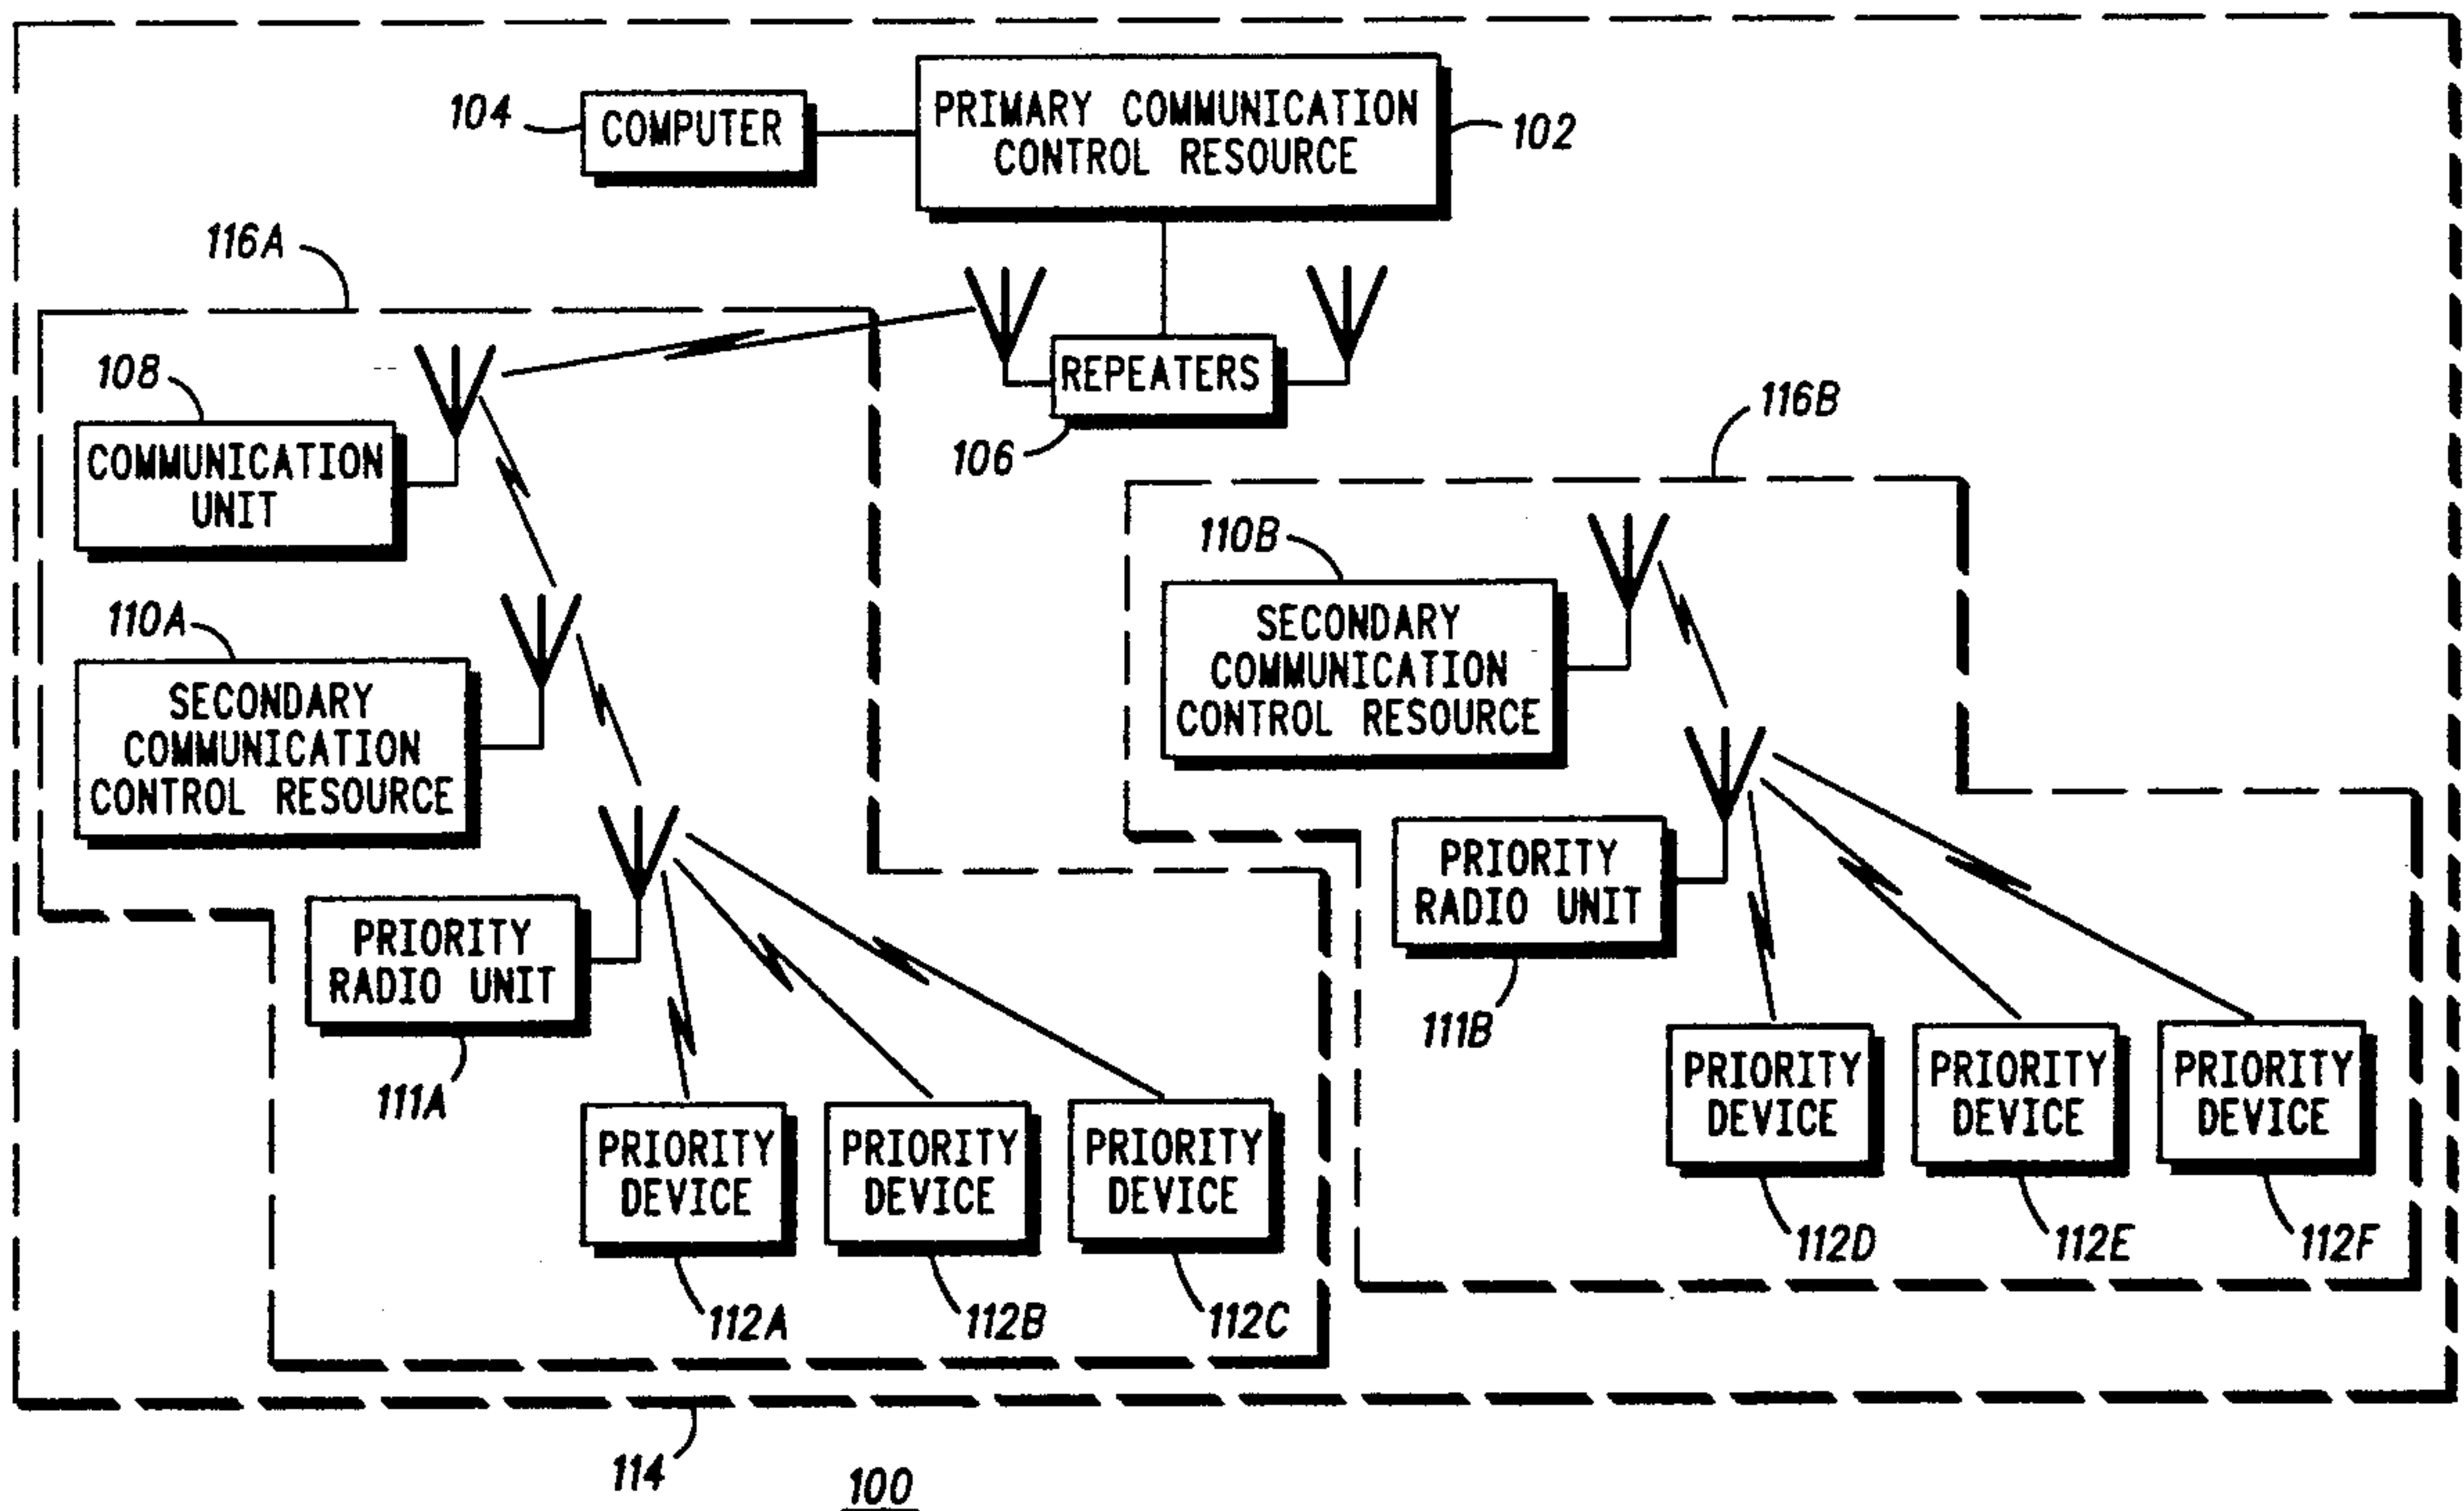 104
COMPUTER
PRIMARY COMMUNICATION
CONTROL RESOURCE
102
116A
108
COMMUNICATION
UNIT
REPEATERS
106
116B
110A
SECONDARY
COMMUNICATION
CONTROL RESOURCE
110B
SECONDARY
COMMUNICATION
CONTROL RESOURCE
PRIORITY
RADIO UNIT
111A
PRIORITY
RADIO UNIT
111B
PRIORITY
DEVICE
112A
PRIORITY
DEVICE
112B
PRIORITY
DEVICE
112C
PRIORITY
DEVICE
112D
PRIORITY
DEVICE
112E
PRIORITY
DEVICE
112F
114
100